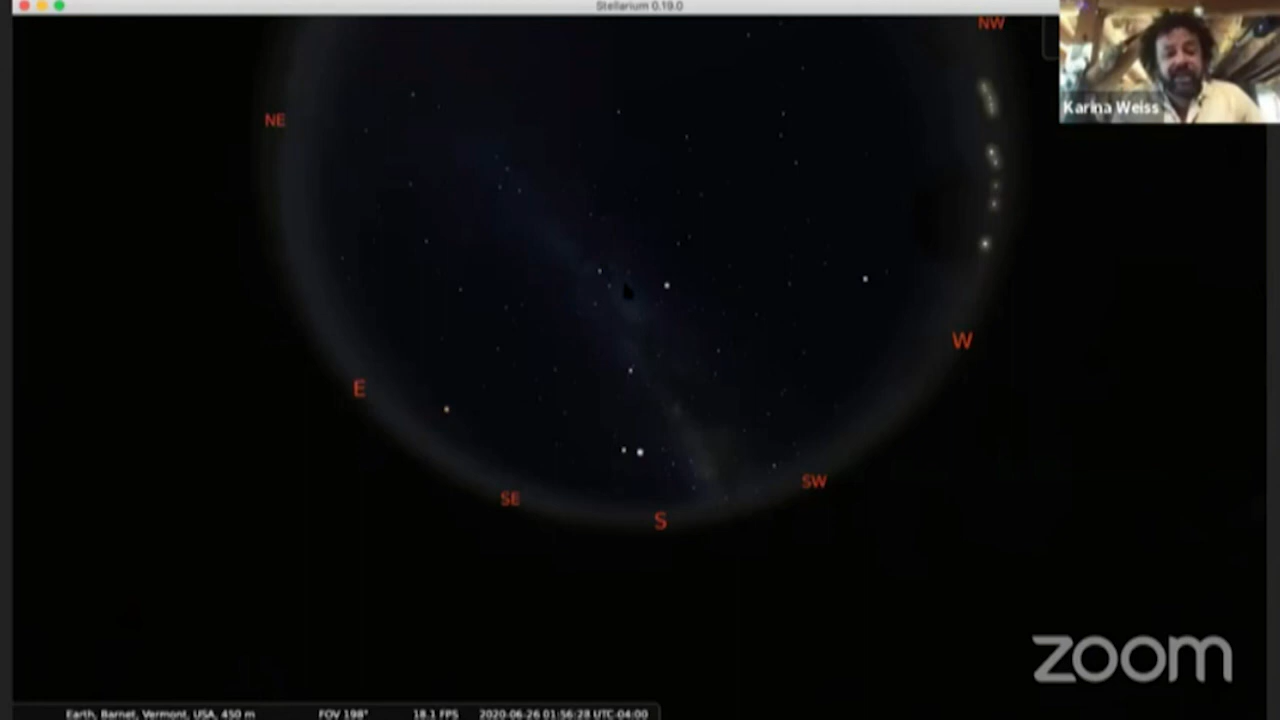 Stellarium 0.19.0
NW
Karina Weiss
NE
W
E
SW
SE
S
zoom
Earth, Barnet, Vermont, USA, 450 m FOV 198° 18.1 FPS 2020-06-26 01:56:28 UTC-04:00